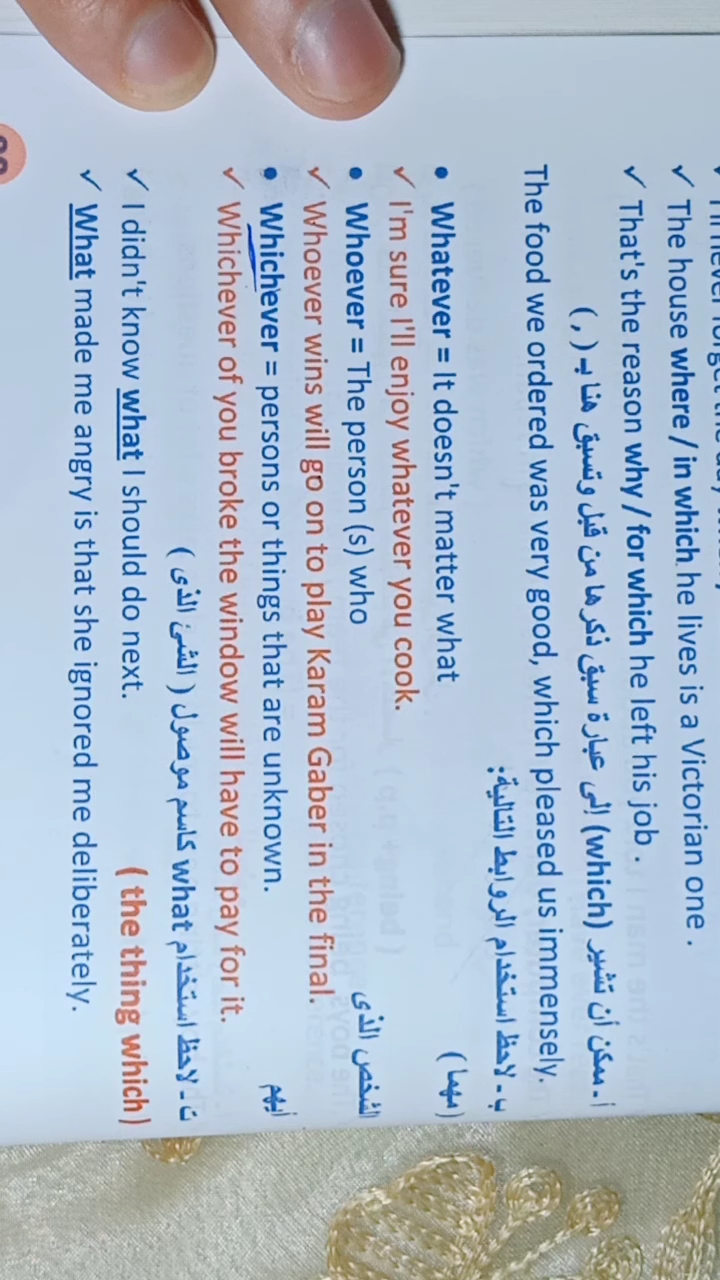 ✓ The house where / in which he lives is a Victorian one .
✓ That's the reason why / for which he left his job .
أ - ممكن أن تشير (which) إلى عبارة سبق ذكرها من قبل وتسبق هنا بـ ( , )
The food we ordered was very good, which pleased us immensely.
ب - لاحظ استخدام الروابط التالية :
• Whatever = It doesn't matter what ( مهما )
✓ I'm sure I'll enjoy whatever you cook.
• Whoever = The person (s) who الشخص الذى
✓ Whoever wins will go on to play Karam Gaber in the final.
• Whichever = persons or things that are unknown. أيهم
✓ Whichever of you broke the window will have to pay for it.
ت - لاحظ استخدام what كاسم موصول ( الشئ الذى )
✓ I didn't know what I should do next. ( the thing which )
✓ What made me angry is that she ignored me deliberately.